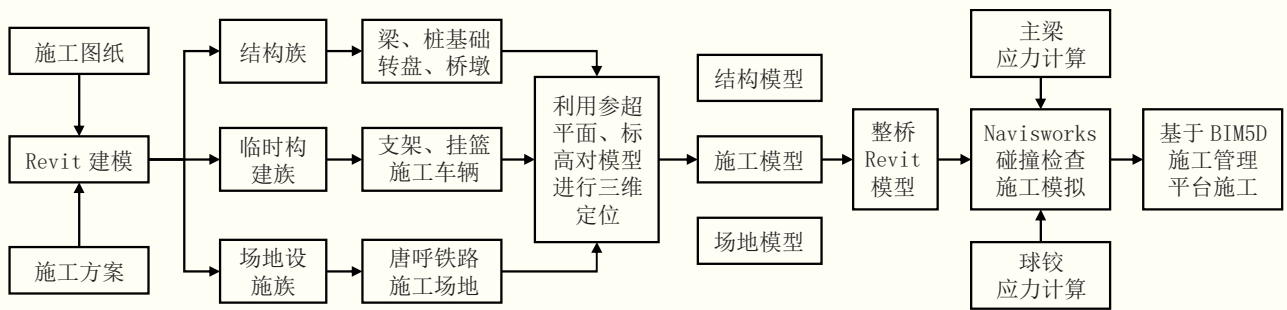 施工图纸
Revit 建模
施工方案
结构族
临时构
建族
场地设
施族
梁、桩基础
转盘、桥墩
支架、挂篮
施工车辆
唐呼铁路
施工场地
利用参超
平面、标
高对模型
进行三维
定位
结构模型
施工模型
场地模型
整桥
Revit
模型
主梁
应力计算
Navisworks
碰撞检查
施工模拟
球铰
应力计算
基于 BIM5D
施工管理
平台施工